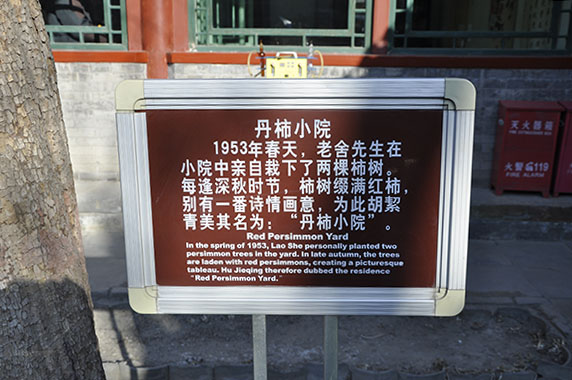 丹柿小院
1953年春天，老舍先生在
小院中亲自栽下了两棵柿树。
每逢深秋时节，柿树缀满红柿，
别有一番诗情画意，为此胡絜
青美其名为：“丹柿小院”。
Red Persimmon Yard
In the spring of 1953, Lao She personally planted two
persimmon trees in the yard. In late autumn, the trees
are laden with red persimmons, creating a picturesque
tableau. Hu Jieqing therefore dubbed the residence
"Red Persimmon Yard."
灭火器箱
FIRE EXTINGUISHER BOX
火警119
FIRE ALARM